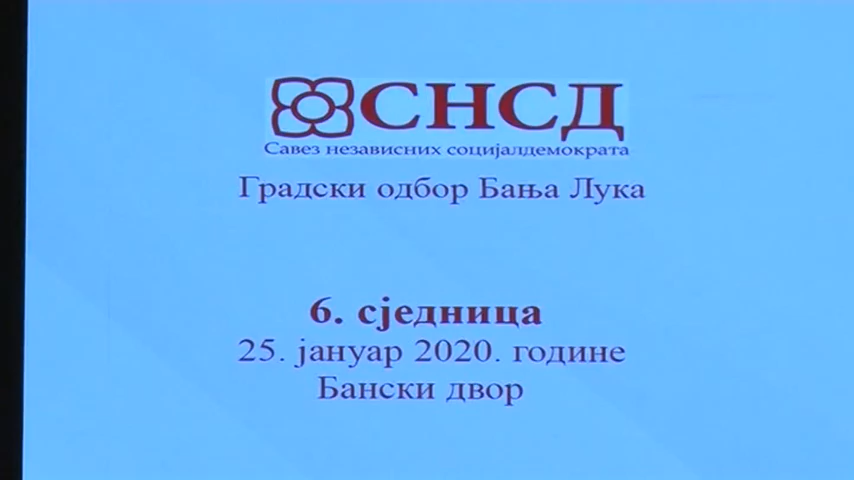 СНСД
Савез независних социјалдемократа
Градски одбор Бања Лука
6. сједница
25. јануар 2020. године
Бански двор